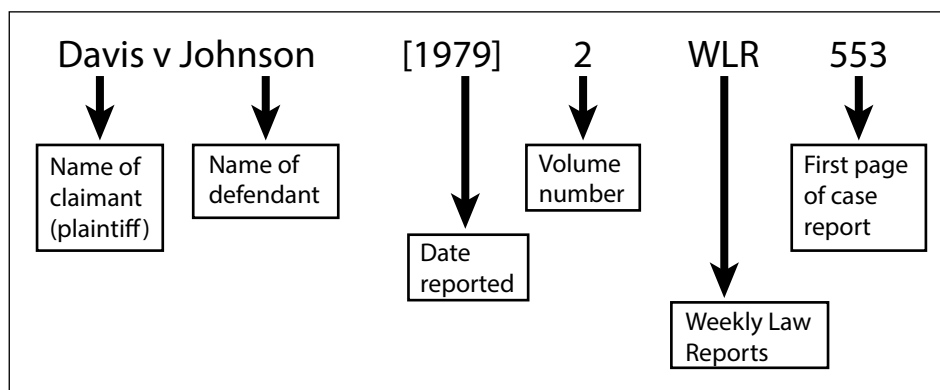 Davis v Johnson [1979] 2 WLR 553
Name of
claimant
(plaintiff)
Name of
defendant
Date
reported
Volume
number
Weekly Law
Reports
First page
of case
report